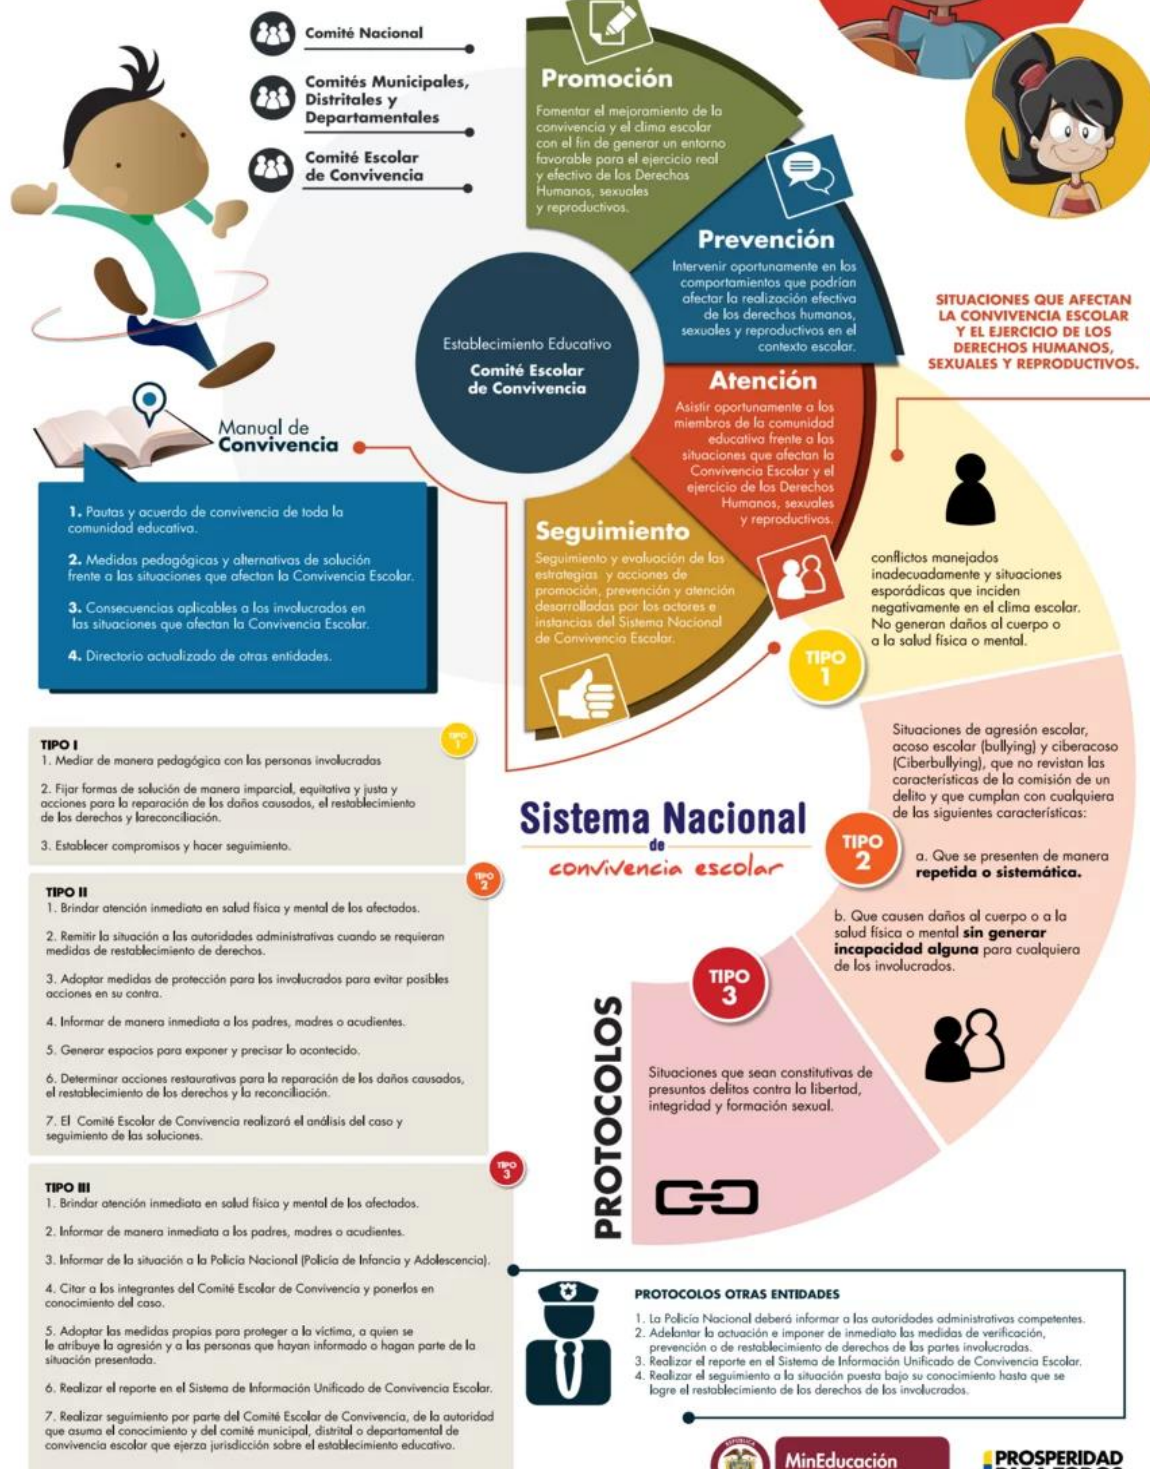 Comité Nacional
Comités Municipales,
Distritales y
Departamentales
Comité Escolar
de Convivencia
Promoción
Fomentar el mejoramiento de la
convivencia y el clima escolar
con el fin de generar un entorno
favorable para el ejercicio real
y efectivo de los Derechos
Humanos, sexuales
y reproductivos.
Prevención
Intervenir oportunamente en los
comportamientos que podrían
afectar la realización efectiva
de los derechos humanos,
sexuales y reproductivos en el
contexto escolar.
Establecimiento Educativo
Comité Escolar
de Convivencia
Atención
Asistir oportunamente a los
miembros de la comunidad
educativa frente a las
situaciones que afectan la
Convivencia Escolar y el
ejercicio de los Derechos
Humanos, sexuales
y reproductivos.
Seguimiento
Seguimiento y evaluación de las
estrategias y acciones de
promoción, prevención y atención
desarrolladas por los actores e
instancias del Sistema Nacional
de Convivencia Escolar.
SITUACIONES QUE AFECTAN
LA CONVIVENCIA ESCOLAR
Y EL EJERCICIO DE LOS
DERECHOS HUMANOS,
SEXUALES Y REPRODUCTIVOS.
Manual de
Convivencia
1. Pautas y acuerdo de convivencia de toda la
comunidad educativa.
2. Medidas pedagógicas y alternativas de solución
frente a las situaciones que afectan la Convivencia Escolar.
3. Consecuencias aplicables a los involucrados en
las situaciones que afectan la Convivencia Escolar.
4. Directorio actualizado de otras entidades.
conflictos manejados
inadecuadamente y situaciones
esporádicas que inciden
negativamente en el clima escolar.
No generan daños al cuerpo o
a la salud física o mental.
TIPO
1
Situaciones de agresión escolar,
acoso escolar (bullying) y ciberacoso
(Ciberbullying), que no revistan las
características de la comisión de un
delito y que cumplan con cualquiera
de las siguientes características:
a. Que se presenten de manera
repetida o sistemática.
b. Que causen daños al cuerpo o a la
salud física o mental sin generar
incapacidad alguna para cualquiera
de los involucrados.
TIPO
2
Sistema Nacional
de
convivencia escolar
TIPO
3
PROTOCOLOS
Situaciones que sean constitutivas de
presuntos delitos contra la libertad,
integridad y formación sexual.
TIPO
1
TIPO I
1. Mediar de manera pedagógica con las personas involucradas
2. Fijar formas de solución de manera imparcial, equitativa y justa y
acciones para la reparación de los daños causados, el restablecimiento
de los derechos y lareconciliación.
3. Establecer compromisos y hacer seguimiento.
TIPO
2
TIPO II
1. Brindar atención inmediata en salud física y mental de los afectados.
2. Remitir la situación a las autoridades administrativas cuando se requieran
medidas de restablecimiento de derechos.
3. Adoptar medidas de protección para los involucrados para evitar posibles
acciones en su contra.
4. Informar de manera inmediata a los padres, madres o acudientes.
5. Generar espacios para exponer y precisar lo acontecido.
6. Determinar acciones restaurativas para la reparación de los daños causados,
el restablecimiento de los derechos y la reconciliación.
7. El Comité Escolar de Convivencia realizará el análisis del caso y
seguimiento de las soluciones.
TIPO
3
TIPO III
1. Brindar atención inmediata en salud física y mental de los afectados.
2. Informar de manera inmediata a los padres, madres o acudientes.
3. Informar de la situación a la Policía Nacional (Policía de Infancia y Adolescencia).
4. Citar a los integrantes del Comité Escolar de Convivencia y ponerlos en
conocimiento del caso.
5. Adoptar las medidas propias para proteger a la víctima, a quien se
le atribuye la agresión y a las personas que hayan informado o hagan parte de la
situación presentada.
6. Realizar el reporte en el Sistema de Información Unificado de Convivencia Escolar.
7. Realizar seguimiento por parte del Comité Escolar de Convivencia, de la autoridad
que asuma el conocimiento y del comité municipal, distrital o departamental de
convivencia escolar que ejerza jurisdicción sobre el establecimiento educativo.
PROTOCOLOS OTRAS ENTIDADES
1. La Policía Nacional deberá informar a las autoridades administrativas competentes.
2. Adelantar la actuación e imponer de inmediato las medidas de verificación,
prevención o de restablecimiento de derechos de las partes involucradas.
3. Realizar el reporte en el Sistema de Información Unificado de Convivencia Escolar.
4. Realizar el seguimiento a la situación puesta bajo su conocimiento hasta que se
logre el restablecimiento de los derechos de los involucrados.
MinEducación
PROSPERIDAD
PARA TODOS